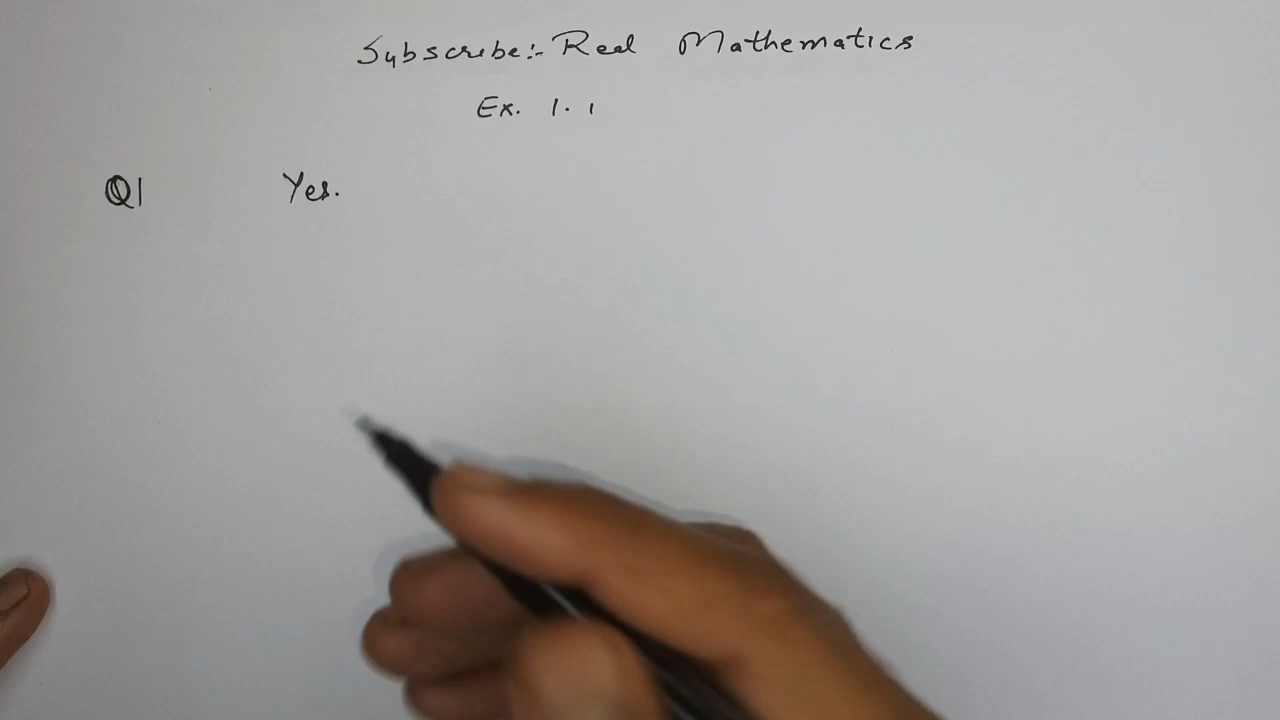 Subscribe:- Real Mathematics
Ex. 1.1
Q1 Yes.